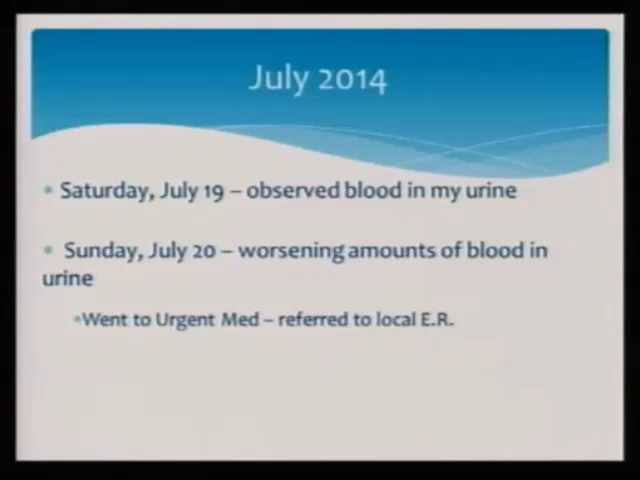 July 2014
• Saturday, July 19 – observed blood in my urine
• Sunday, July 20 – worsening amounts of blood in
urine
•Went to Urgent Med – referred to local E.R.